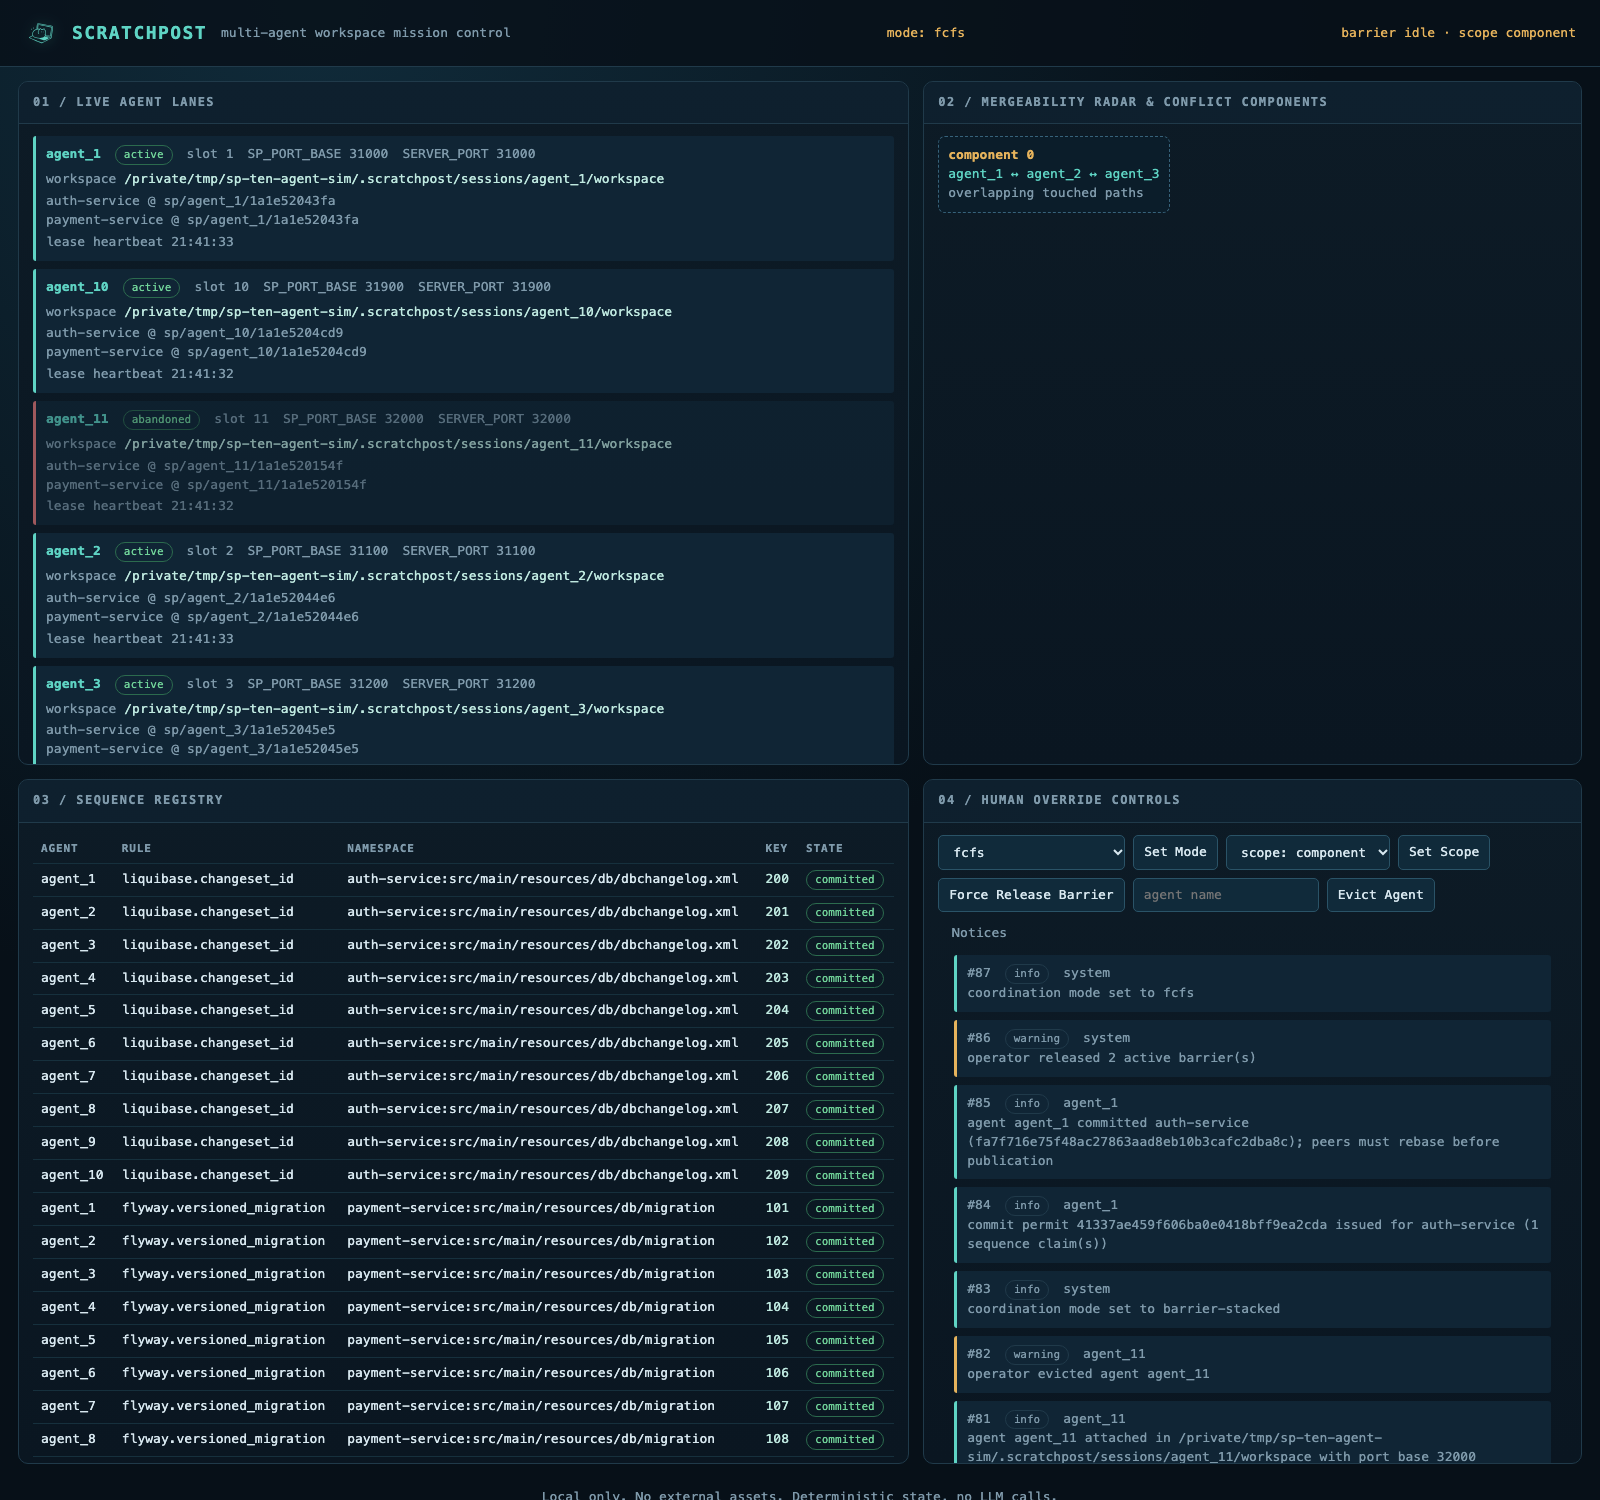 SCRATCHPOST multi-agent workspace mission control mode: fcfs barrier idle · scope component
01 / LIVE AGENT LANES
agent_1 active slot 1 SP_PORT_BASE 31000 SERVER_PORT 31000
workspace /private/tmp/sp-ten-agent-sim/.scratchpost/sessions/agent_1/workspace
auth-service @ sp/agent_1/1a1e52043fa
payment-service @ sp/agent_1/1a1e52043fa
lease heartbeat 21:41:33
agent_10 active slot 10 SP_PORT_BASE 31900 SERVER_PORT 31900
workspace /private/tmp/sp-ten-agent-sim/.scratchpost/sessions/agent_10/workspace
auth-service @ sp/agent_10/1a1e5204cd9
payment-service @ sp/agent_10/1a1e5204cd9
lease heartbeat 21:41:32
agent_11 abandoned slot 11 SP_PORT_BASE 32000 SERVER_PORT 32000
workspace /private/tmp/sp-ten-agent-sim/.scratchpost/sessions/agent_11/workspace
auth-service @ sp/agent_11/1a1e520154f
payment-service @ sp/agent_11/1a1e520154f
lease heartbeat 21:41:32
agent_2 active slot 2 SP_PORT_BASE 31100 SERVER_PORT 31100
workspace /private/tmp/sp-ten-agent-sim/.scratchpost/sessions/agent_2/workspace
auth-service @ sp/agent_2/1a1e52044e6
payment-service @ sp/agent_2/1a1e52044e6
lease heartbeat 21:41:33
agent_3 active slot 3 SP_PORT_BASE 31200 SERVER_PORT 31200
workspace /private/tmp/sp-ten-agent-sim/.scratchpost/sessions/agent_3/workspace
auth-service @ sp/agent_3/1a1e52045e5
payment-service @ sp/agent_3/1a1e52045e5
02 / MERGEABILITY RADAR & CONFLICT COMPONENTS
component 0
agent_1 ↔ agent_2 ↔ agent_3
overlapping touched paths
03 / SEQUENCE REGISTRY
AGENT RULE NAMESPACE KEY STATE
agent_1 liquibase.changeset_id auth-service:src/main/resources/db/dbchangelog.xml 200 committed
agent_2 liquibase.changeset_id auth-service:src/main/resources/db/dbchangelog.xml 201 committed
agent_3 liquibase.changeset_id auth-service:src/main/resources/db/dbchangelog.xml 202 committed
agent_4 liquibase.changeset_id auth-service:src/main/resources/db/dbchangelog.xml 203 committed
agent_5 liquibase.changeset_id auth-service:src/main/resources/db/dbchangelog.xml 204 committed
agent_6 liquibase.changeset_id auth-service:src/main/resources/db/dbchangelog.xml 205 committed
agent_7 liquibase.changeset_id auth-service:src/main/resources/db/dbchangelog.xml 206 committed
agent_8 liquibase.changeset_id auth-service:src/main/resources/db/dbchangelog.xml 207 committed
agent_9 liquibase.changeset_id auth-service:src/main/resources/db/dbchangelog.xml 208 committed
agent_10 liquibase.changeset_id auth-service:src/main/resources/db/dbchangelog.xml 209 committed
agent_1 flyway.versioned_migration payment-service:src/main/resources/db/migration 101 committed
agent_2 flyway.versioned_migration payment-service:src/main/resources/db/migration 102 committed
agent_3 flyway.versioned_migration payment-service:src/main/resources/db/migration 103 committed
agent_4 flyway.versioned_migration payment-service:src/main/resources/db/migration 104 committed
agent_5 flyway.versioned_migration payment-service:src/main/resources/db/migration 105 committed
agent_6 flyway.versioned_migration payment-service:src/main/resources/db/migration 106 committed
agent_7 flyway.versioned_migration payment-service:src/main/resources/db/migration 107 committed
agent_8 flyway.versioned_migration payment-service:src/main/resources/db/migration 108 committed
04 / HUMAN OVERRIDE CONTROLS
fcfs Set Mode scope: component Set Scope
Force Release Barrier agent name Evict Agent
Notices
#87 info system
coordination mode set to fcfs
#86 warning system
operator released 2 active barrier(s)
#85 info agent_1
agent agent_1 committed auth-service
(fa7f716e75f48ac27863aad8eb10b3cafc2dba8c); peers must rebase before
publication
#84 info agent_1
commit permit 41337ae459f606ba0e0418bff9ea2cda issued for auth-service (1
sequence claim(s))
#83 info system
coordination mode set to barrier-stacked
#82 warning agent_11
operator evicted agent agent_11
#81 info agent_11
agent agent_11 attached in /private/tmp/sp-ten-agent-
sim/.scratchpost/sessions/agent_11/workspace with port base 32000
Local only. No external assets. Deterministic state, no LLM calls.